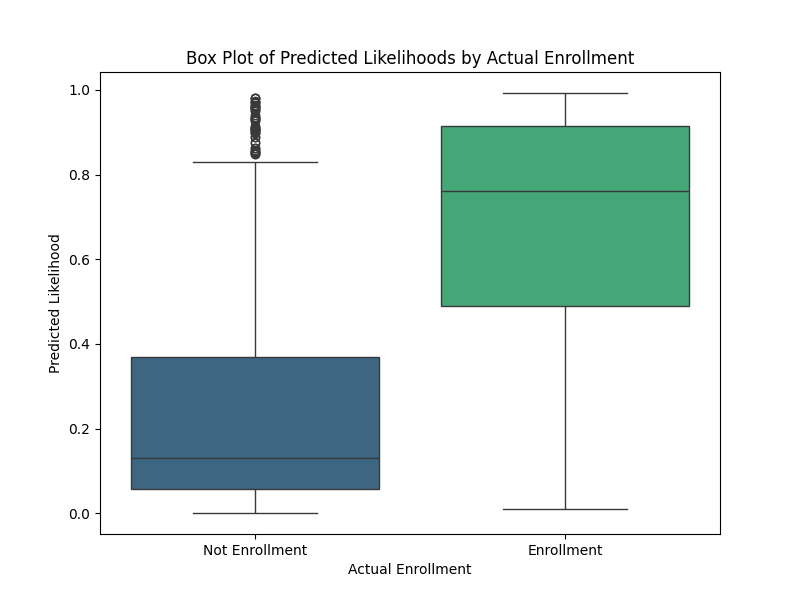 Box Plot of Predicted Likelihoods by Actual Enrollment
1.0
0.8
0.6
0.4
0.2
0.0
Predicted Likelihood
Not Enrollment
Enrollment
Actual Enrollment